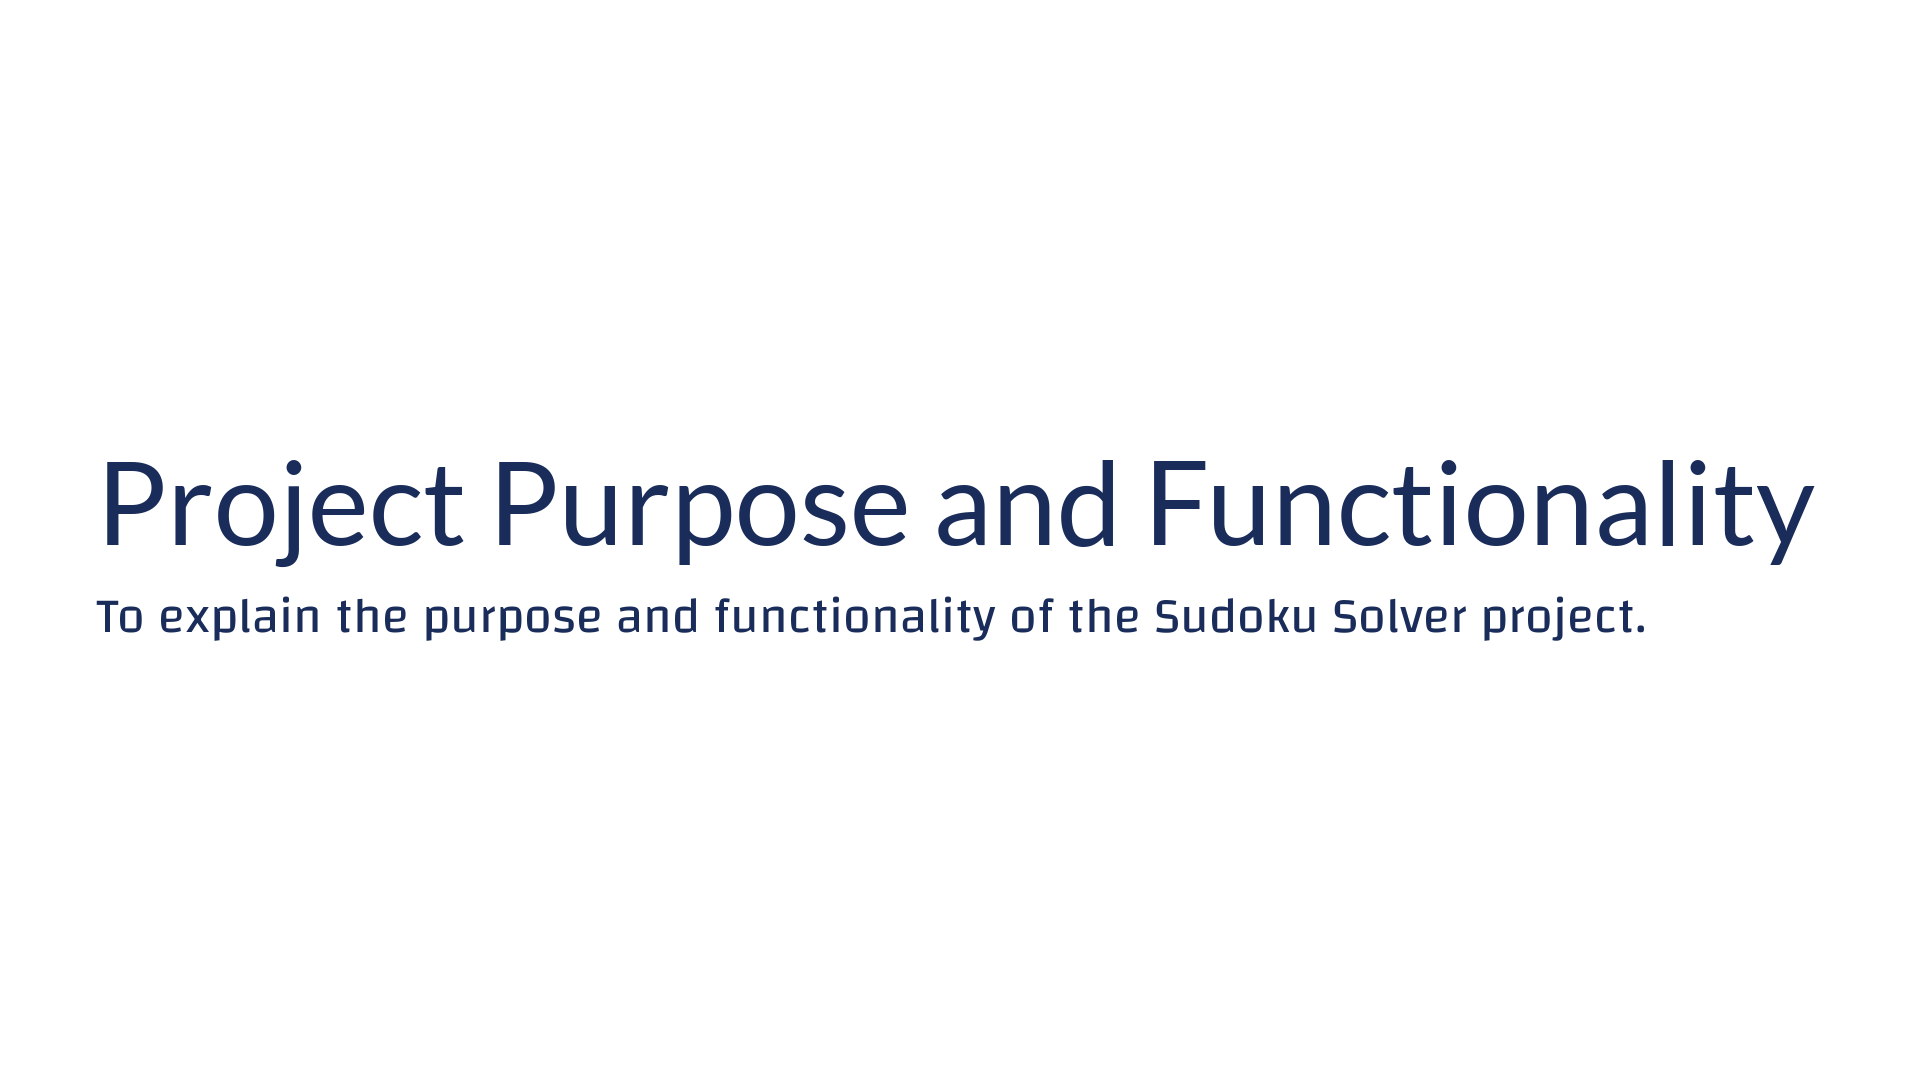 Project Purpose and Functionality
To explain the purpose and functionality of the Sudoku Solver project.